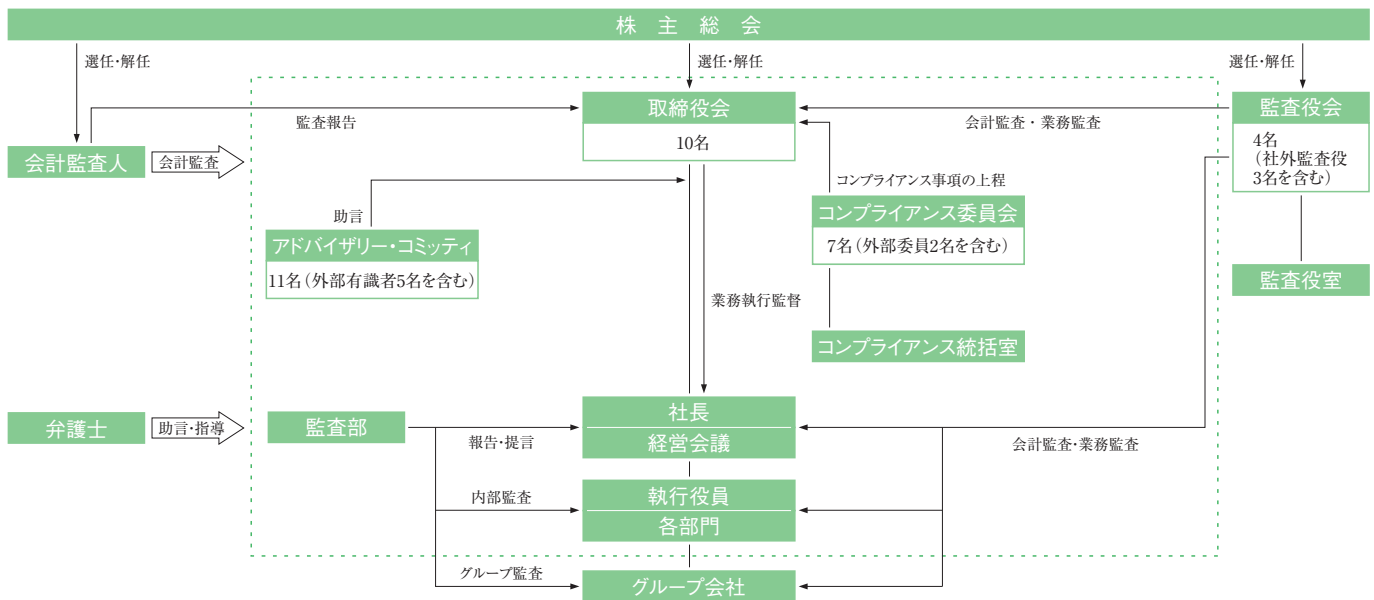 株主総会
選任・解任
選任・解任
選任・解任
取締役会
10名
監査役会
4名
（社外監査役
3名を含む）
監査報告
会計監査・業務監査
会計監査人
会計監査
コンプライアンス事項の上程
助言
コンプライアンス委員会
7名（外部委員2名を含む）
アドバイザリー・コミッティ
11名（外部有識者5名を含む）
監査役室
業務執行監督
コンプライアンス統括室
弁護士
助言・指導
監査部
社長
経営会議
報告・提言
会計監査・業務監査
内部監査
執行役員
各部門
グループ監査
グループ会社